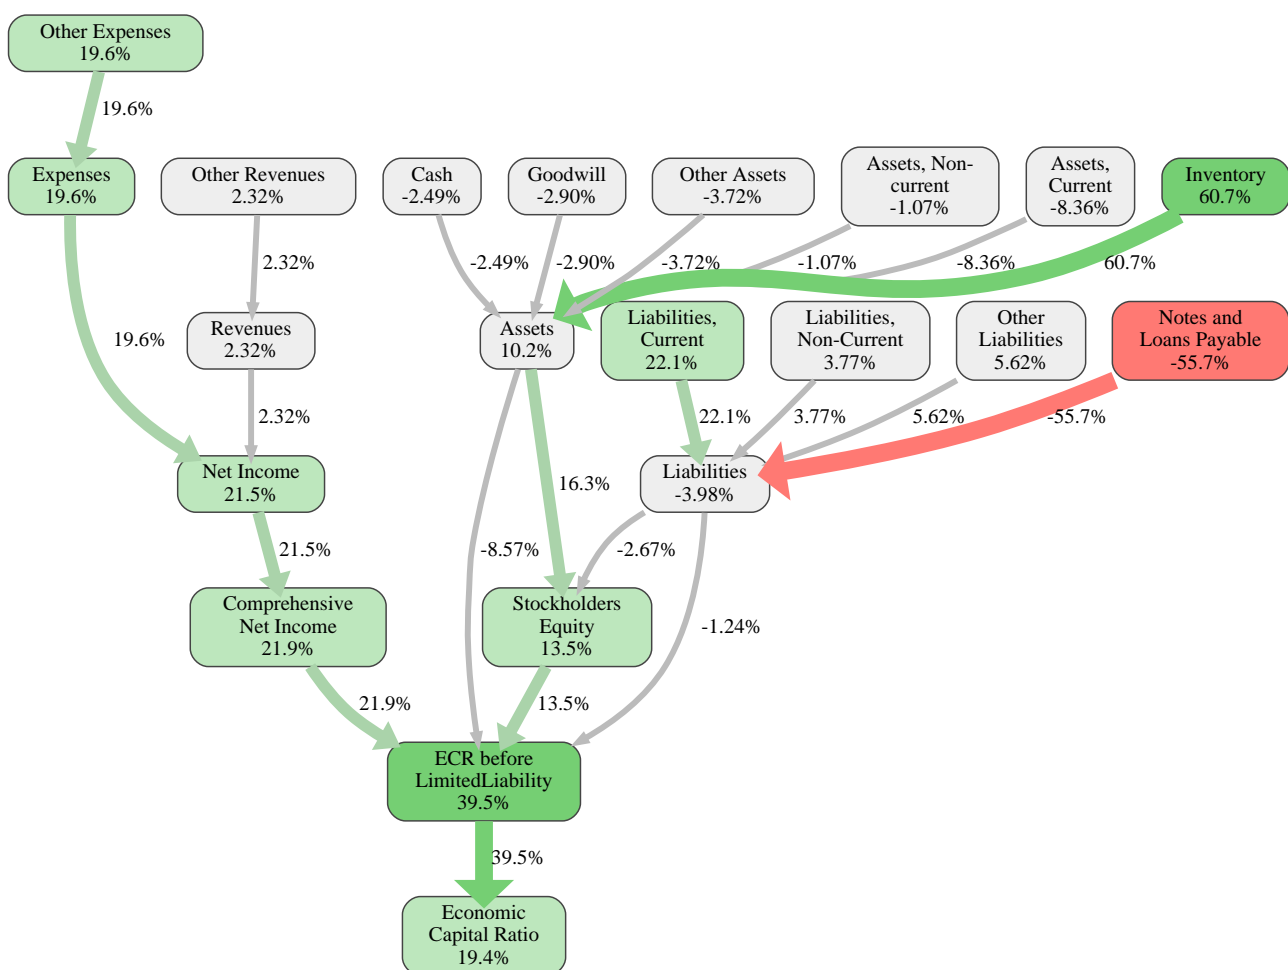 Other Expenses
19.6%
19.6%
Expenses
19.6%
Other Revenues
2.32%
Cash
-2.49%
Goodwill
-2.90%
Other Assets
-3.72%
Assets, Non-
current
-1.07%
Assets,
Current
-8.36%
Inventory
60.7%
2.32%
-2.49%
-2.90%
-3.72%
-1.07%
-8.36%
60.7%
19.6%
Revenues
2.32%
Assets
10.2%
Liabilities,
Current
22.1%
Liabilities,
Non-Current
3.77%
Other
Liabilities
5.62%
Notes and
Loans Payable
-55.7%
2.32%
22.1%
3.77%
5.62%
-55.7%
Net Income
21.5%
16.3%
Liabilities
-3.98%
21.5%
-8.57%
-2.67%
Comprehensive
Net Income
21.9%
Stockholders
Equity
13.5%
-1.24%
21.9%
13.5%
ECR before
LimitedLiability
39.5%
39.5%
Economic
Capital Ratio
19.4%